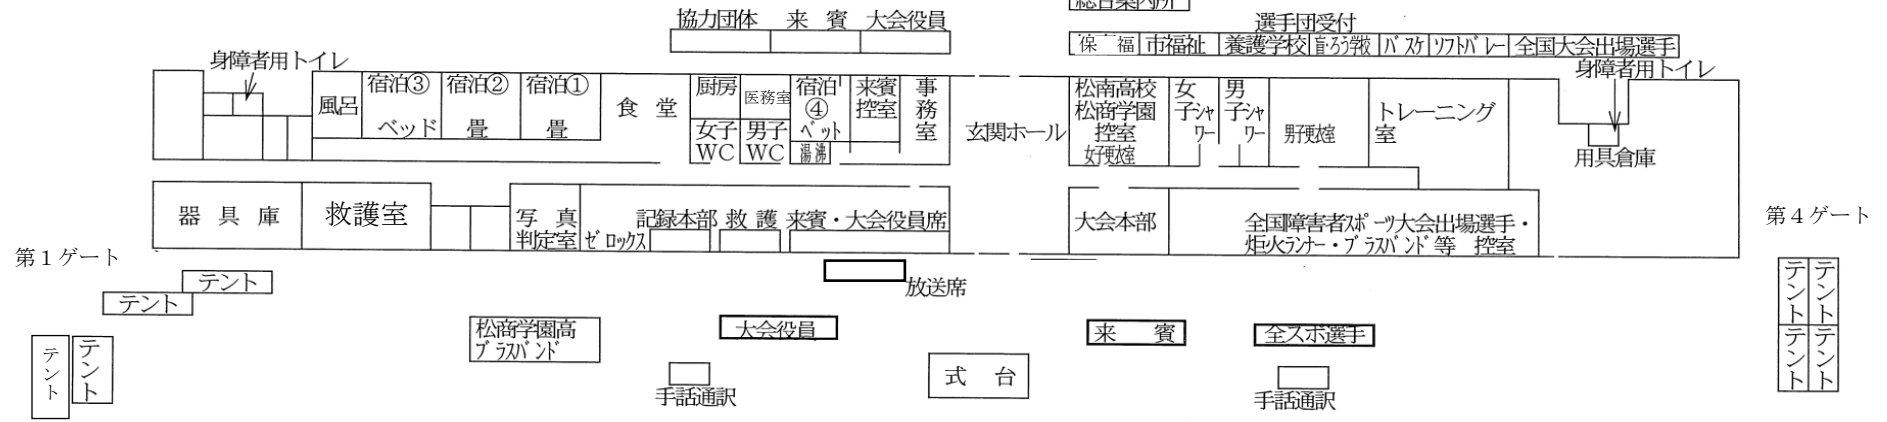 総合案内所
協力団体 来 賓 大会役員
選手団受付
保 福 市福祉 養護学校 盲・ろう学校 バスケ ソフトバレー 全国大会出場選手
身障者用トイレ
身障者用トイレ
風呂
宿泊③
ベッド
宿泊②
畳
宿泊①
畳
食 堂
厨房
女子
WC
医務室
男子
WC
宿泊
④
ベット
湯沸
来賓
控室
事
務
室
玄関ホール
松南高校
松商学園
控室
女子更衣室
女
子シャ
ワー
男
子シャ
ワー
男子更衣室
トレーニング
室
用具倉庫
器 具 庫
救護室
写 真
判定室
ゼロックス
記録本部
救 護
来賓・大会役員席
大会本部
全国障害者スポーツ大会出場選手・
炬火ランナー・ブラスバンド等 控室
第1ゲート
第4ゲート
テント
テント
テント
テント
テント
テント
テント
テント
放送席
松商学園高
ブラスバンド
大会役員
来 賓
全スポ選手
式 台
手話通訳
手話通訳